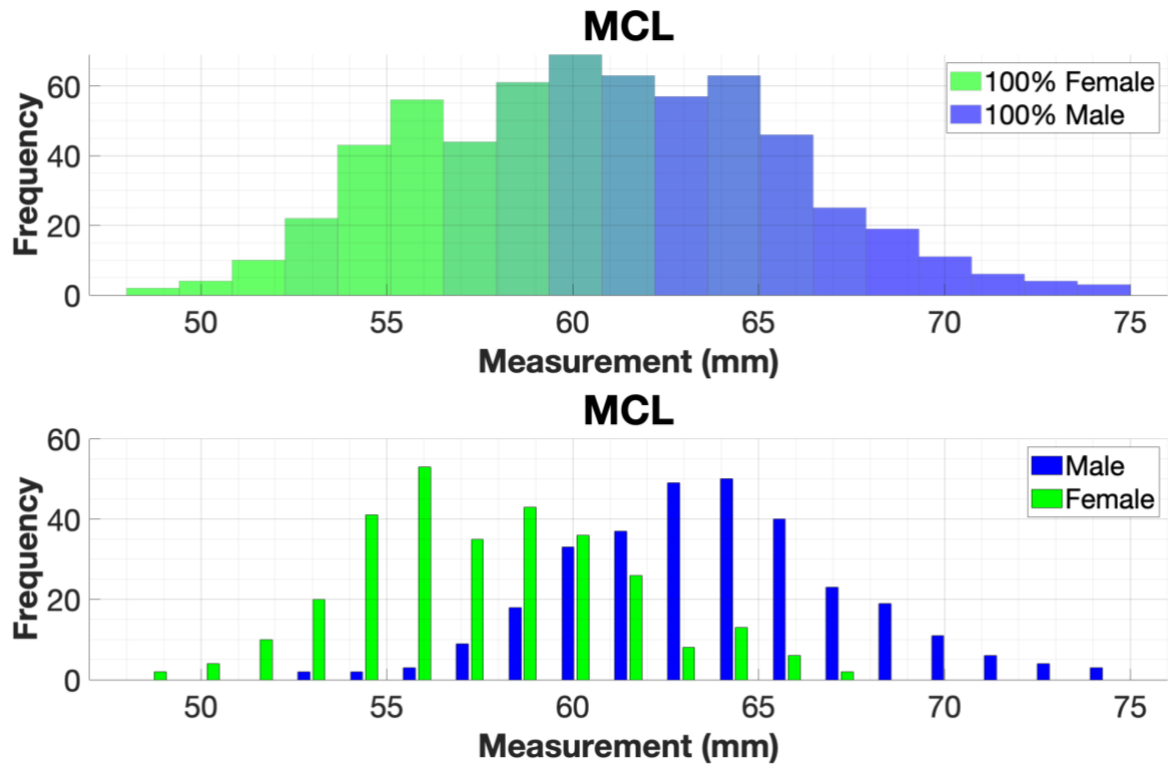 MCL
Frequency
60
40
20
0
100% Female
100% Male
50 55 60 65 70 75
Measurement (mm)
MCL
Frequency
60
40
20
0
Male
Female
50 55 60 65 70 75
Measurement (mm)